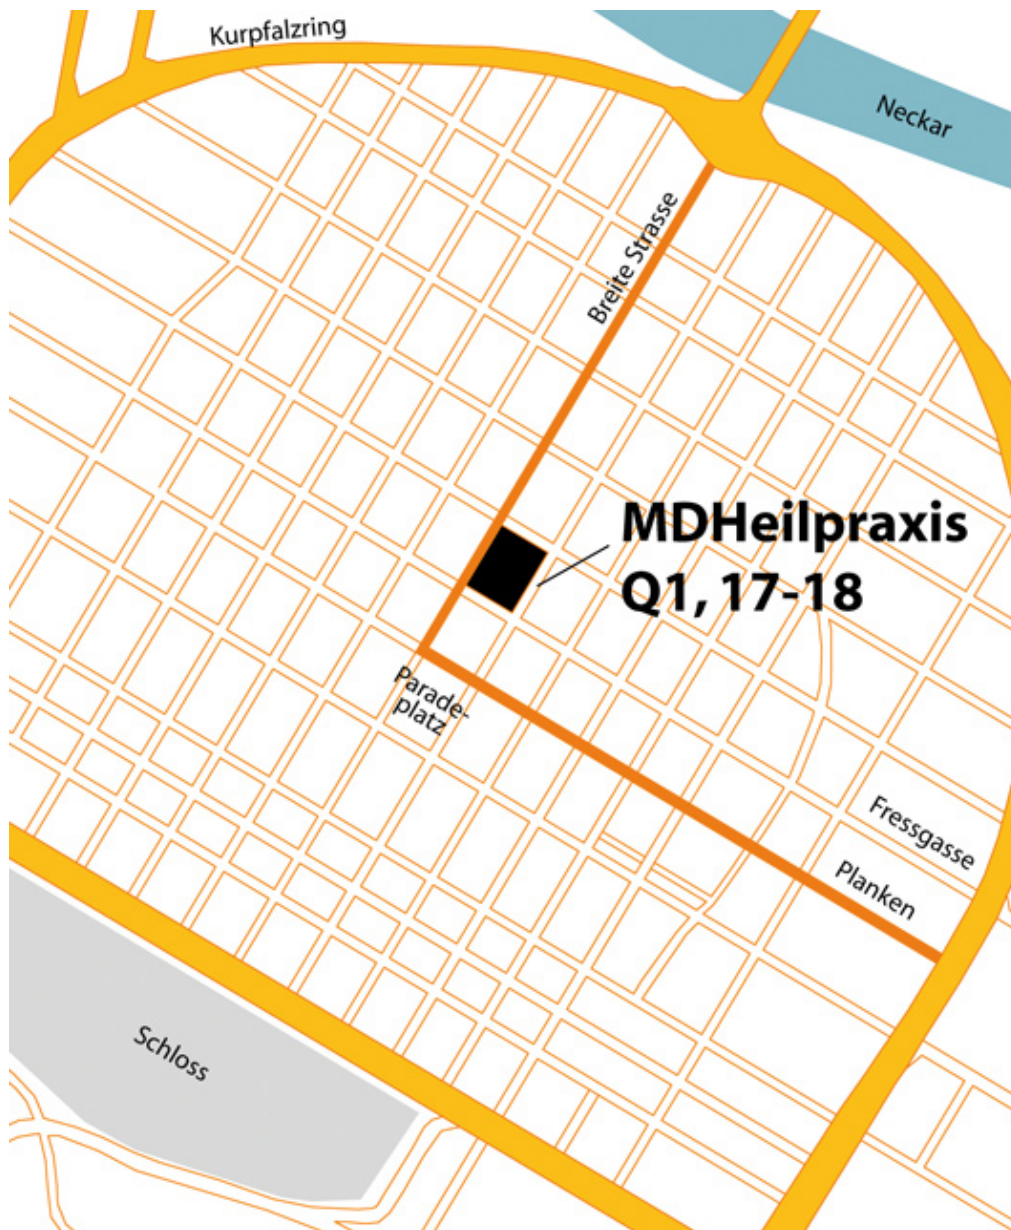 Kurpfalzring
Neckar
Breite Strasse
MDHeilpraxis
Q1, 17-18
Parade-
platz
Fressgasse
Planken
Schloss